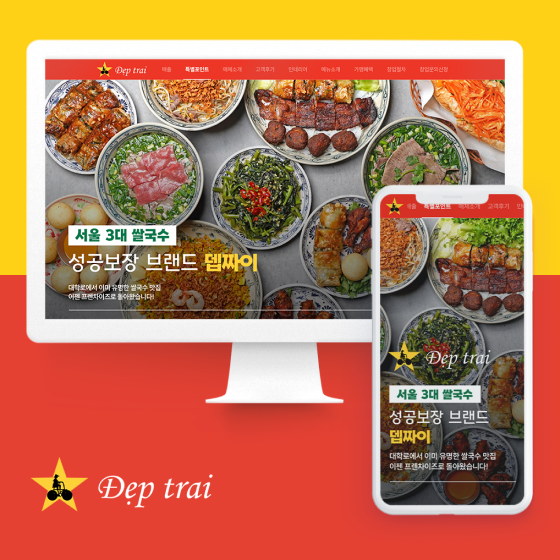 Đẹp trai
매출 특별포인트 매체소개 고객후기 인테리어 메뉴소개 가맹혜택 창업절차 창업문의신청
서울 3대 쌀국수
성공보장 브랜드 뎁짜이
대학로에서 이미 유명한 쌀국수 맛집
이젠 프랜차이즈로 돌아왔습니다!
매출 특별포인트 매체소개 고객후기
Đẹp trai
서울 3대 쌀국수
성공보장 브랜드
뎁짜이
대학로에서 이미 유명한 쌀국수 맛집
이젠 프랜차이즈로 돌아왔습니다!
Đẹp trai